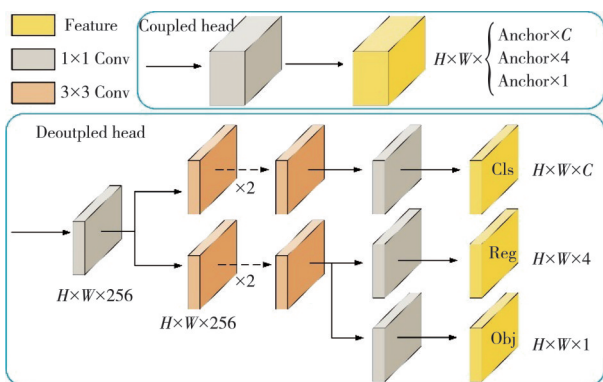 Feature
1×1 Conv
3×3 Conv
Coupled head
H×W×
Anchor×C
Anchor×4
Anchor×1
Deoutpled head
×2
Cls
H×W×C
×2
Reg
H×W×4
H×W×256
H×W×256
Obj
H×W×1